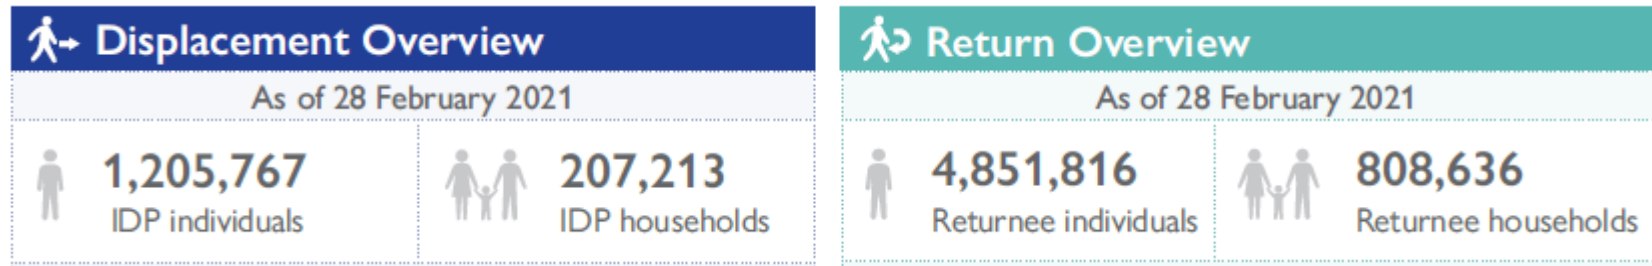 Displacement Overview
As of 28 February 2021
1,205,767
IDP individuals
207,213
IDP households
Return Overview
As of 28 February 2021
4,851,816
Returnee individuals
808,636
Returnee households